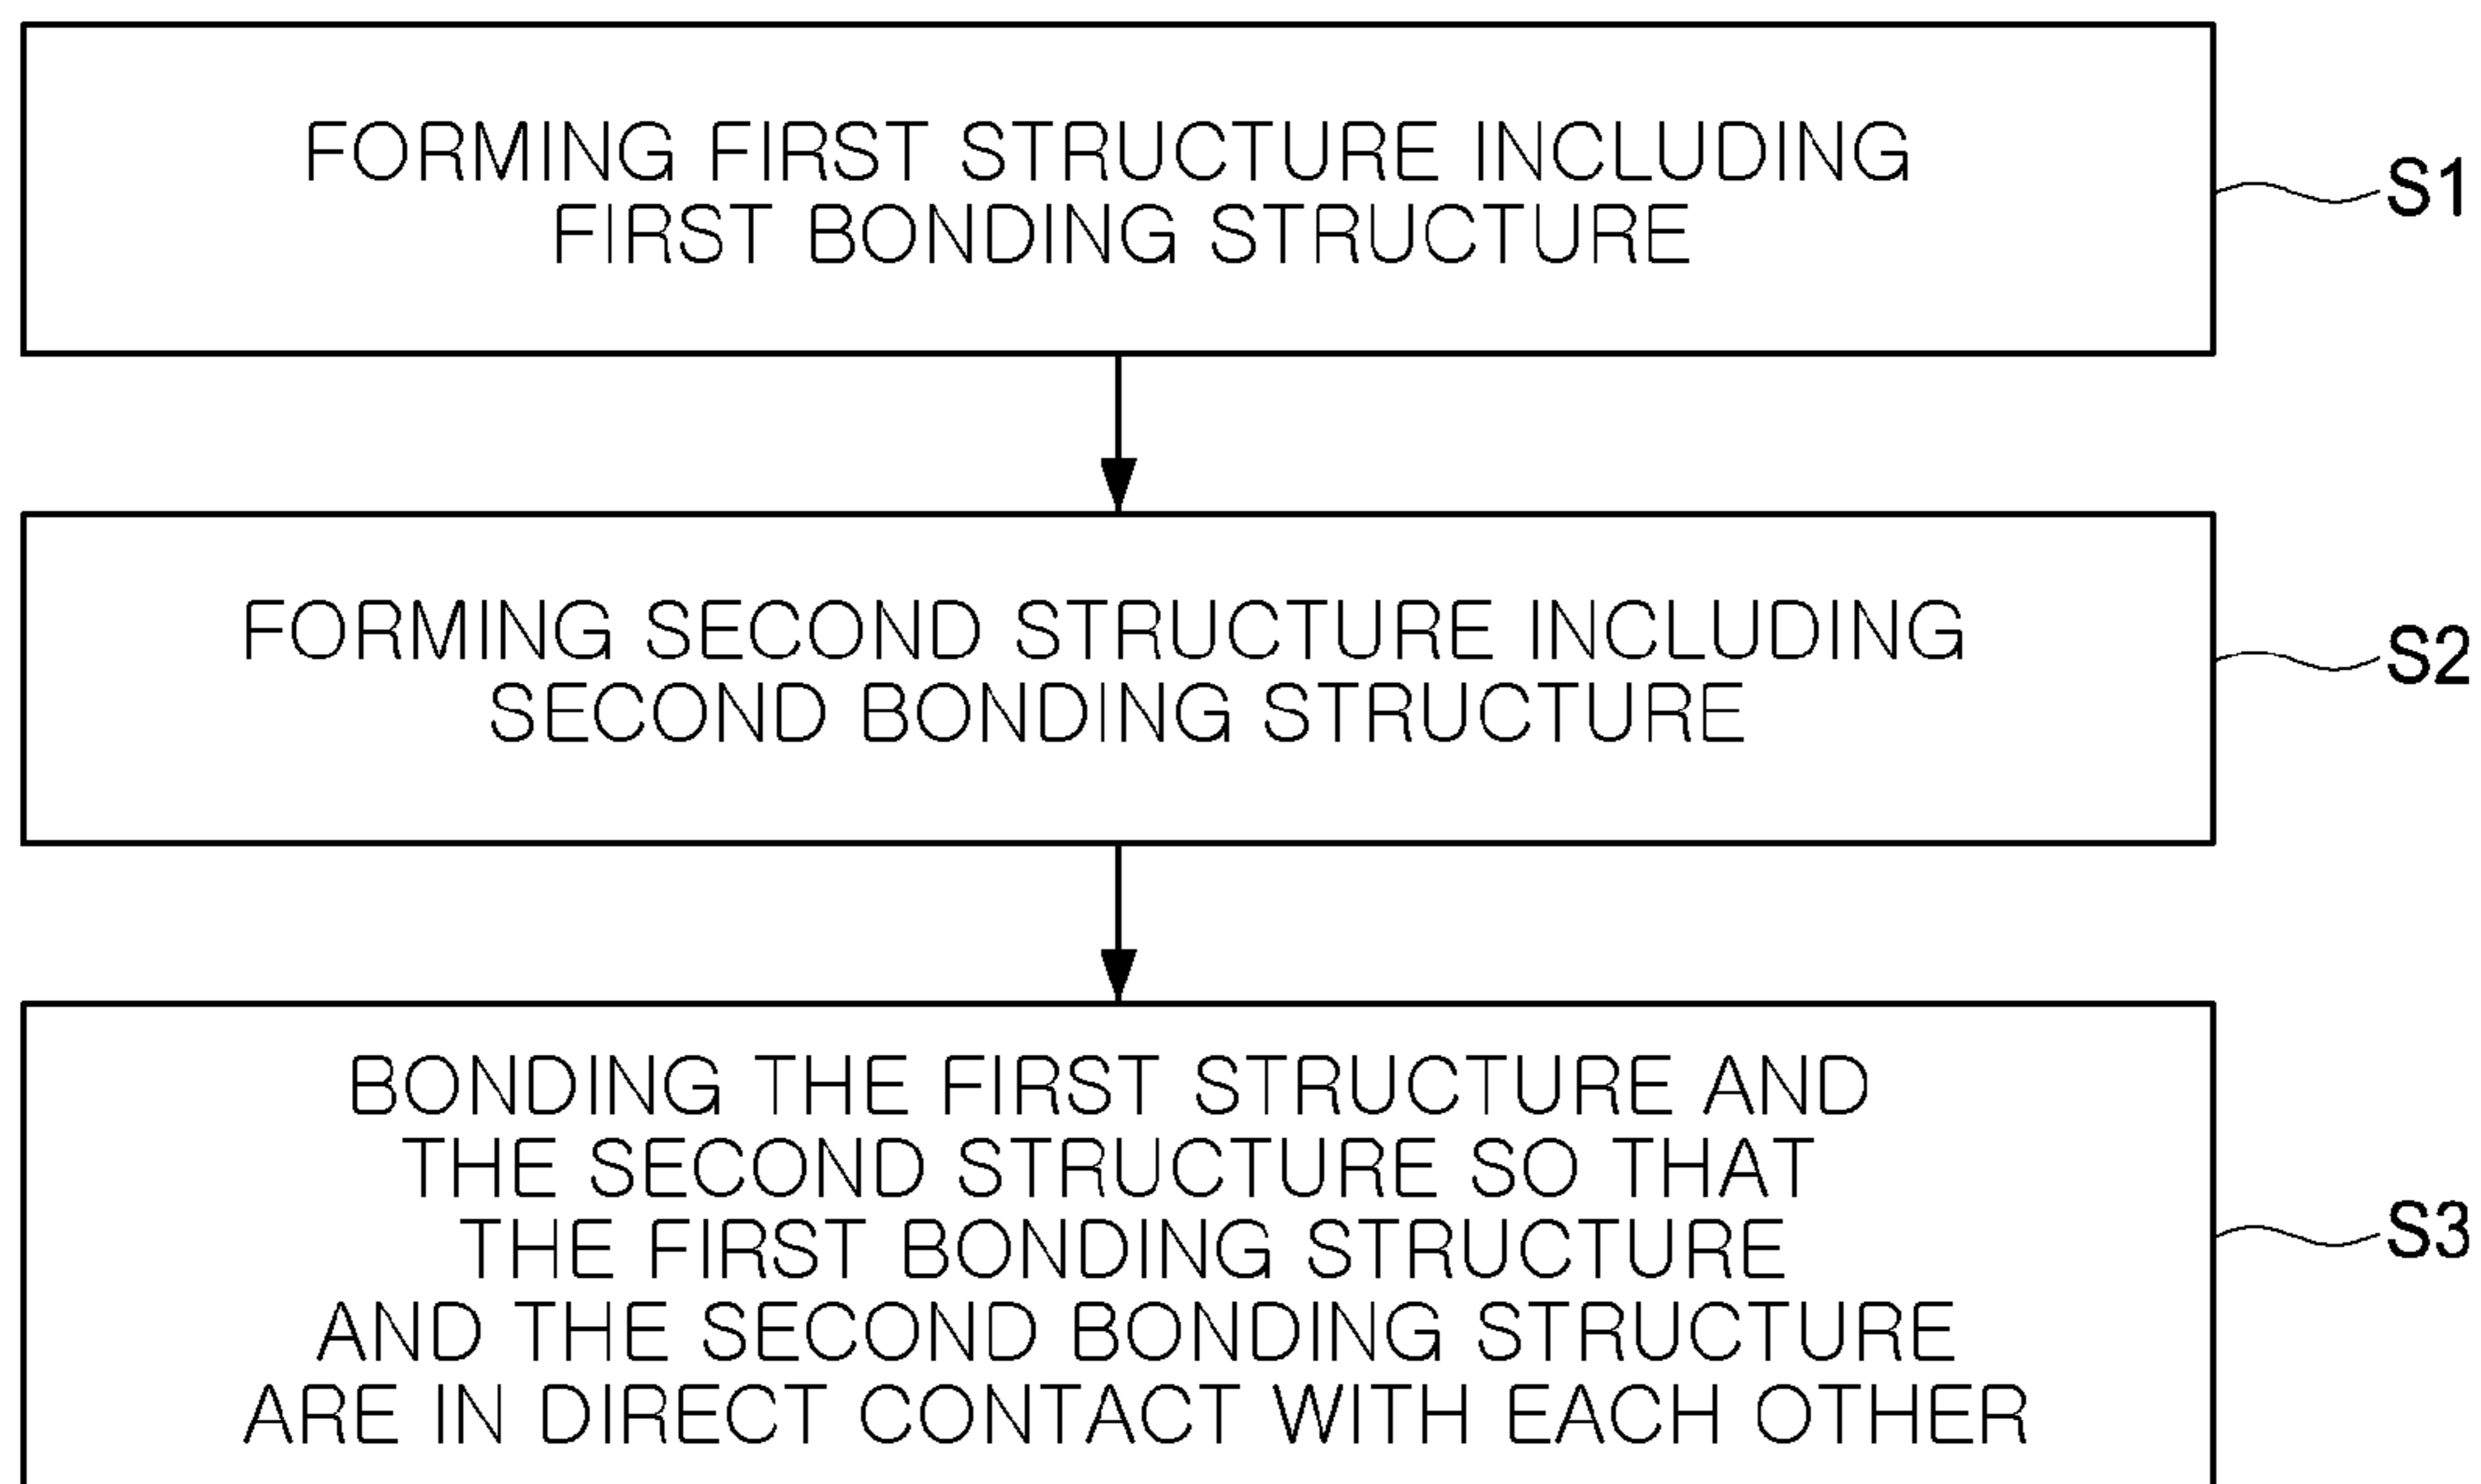 FORMING FIRST STRUCTURE INCLUDING
FIRST BONDING STRUCTURE
S1
FORMING SECOND STRUCTURE INCLUDING
SECOND BONDING STRUCTURE
S2
BONDING THE FIRST STRUCTURE AND
THE SECOND STRUCTURE SO THAT
THE FIRST BONDING STRUCTURE
AND THE SECOND BONDING STRUCTURE
ARE IN DIRECT CONTACT WITH EACH OTHER
S3